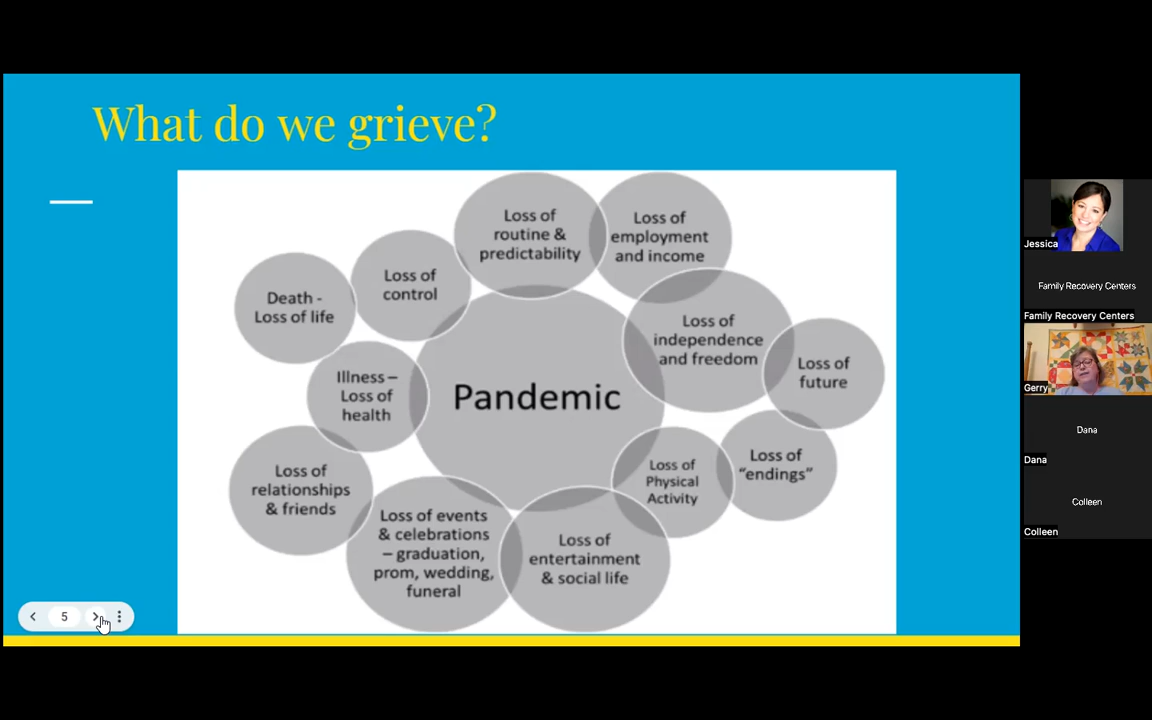 What do we grieve?
Loss of
routine &
predictability
Loss of
employment
and income
Loss of
control
Death -
Loss of life
Loss of
independence
and freedom
Loss of
future
Illness –
Loss of
health
Pandemic
Loss of
relationships
& friends
Loss of
Physical
Activity
Loss of
“endings”
Loss of events
& celebrations
– graduation,
prom, wedding,
funeral
Loss of
entertainment
& social life
5
Jessica
Family Recovery Centers
Family Recovery Centers
Gerry
Dana
Dana
Colleen
Colleen